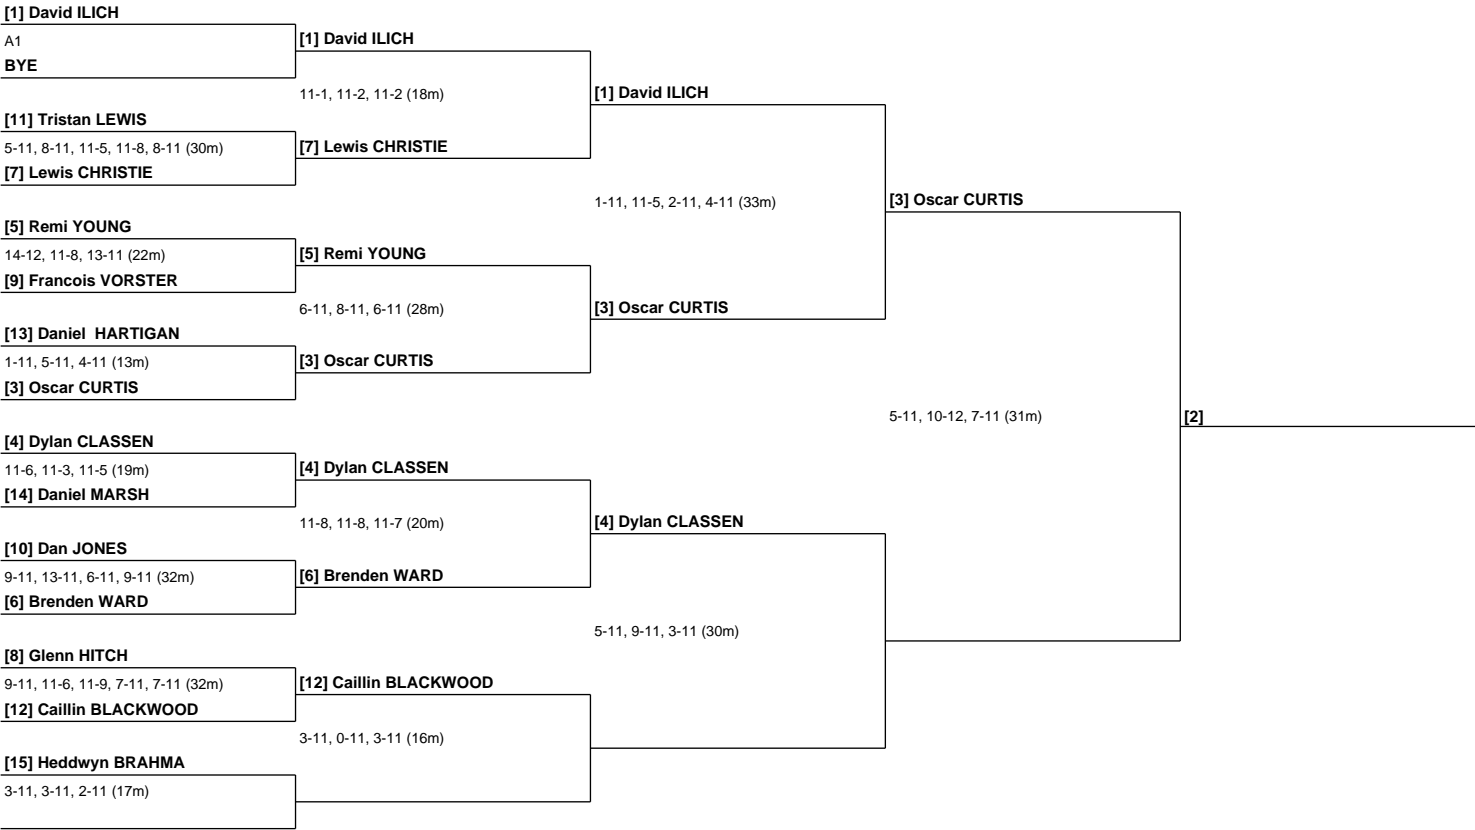 [1] David ILICH
A1
BYE
[11] Tristan LEWIS
5-11, 8-11, 11-5, 11-8, 8-11 (30m)
[7] Lewis CHRISTIE
[5] Remi YOUNG
14-12, 11-8, 13-11 (22m)
[9] Francois VORSTER
[13] Daniel  HARTIGAN
1-11, 5-11, 4-11 (13m)
[3] Oscar CURTIS
[4] Dylan CLASSEN
11-6, 11-3, 11-5 (19m)
[14] Daniel MARSH
[10] Dan JONES
9-11, 13-11, 6-11, 9-11 (32m)
[6] Brenden WARD
[8] Glenn HITCH
9-11, 11-6, 11-9, 7-11, 7-11 (32m)
[12] Caillin BLACKWOOD
[15] Heddwyn BRAHMA
3-11, 3-11, 2-11 (17m)
[1] David ILICH
11-1, 11-2, 11-2 (18m)
[7] Lewis CHRISTIE
[5] Remi YOUNG
6-11, 8-11, 6-11 (28m)
[3] Oscar CURTIS
[4] Dylan CLASSEN
11-8, 11-8, 11-7 (20m)
[6] Brenden WARD
[12] Caillin BLACKWOOD
3-11, 0-11, 3-11 (16m)
[1] David ILICH
1-11, 11-5, 2-11, 4-11 (33m)
[3] Oscar CURTIS
[4] Dylan CLASSEN
5-11, 9-11, 3-11 (30m)
[3] Oscar CURTIS
5-11, 10-12, 7-11 (31m)
[2]